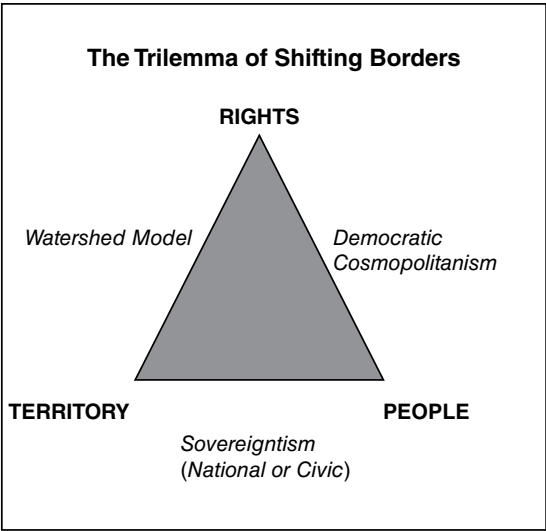 The Trilemma of Shifting Borders
RIGHTS
Watershed Model
Democratic
Cosmopolitanism
TERRITORY
PEOPLE
Sovereigntism
(National or Civic)